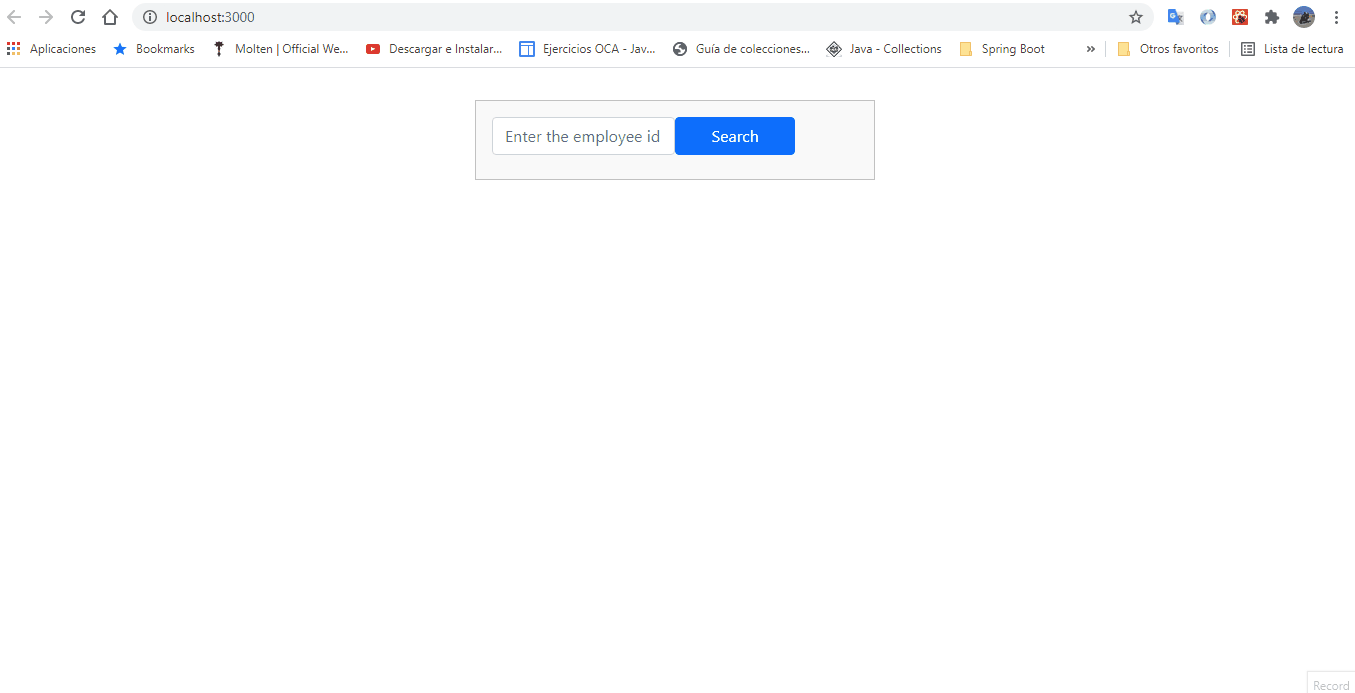 localhost:3000
Aplicaciones Bookmarks Molten | Official We... Descargar e Instalar... Ejercicios OCA - Jav... Guía de colecciones... Java - Collections Spring Boot » Otros favoritos Lista de lectura
Enter the employee id Search
Record